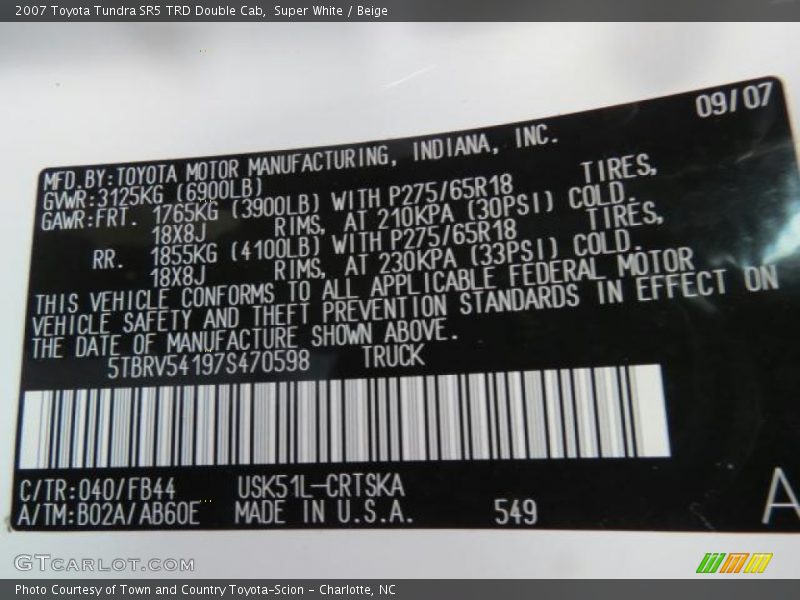 2007 Toyota Tundra SR5 TRD Double Cab,  Super White / Beige
09/07
MFD.BY:TOYOTA MOTOR MANUFACTURING, INDIANA, INC.
GVWR:3125KG (6900LB)
GAWR:FRT. 1765KG (3900LB) WITH P275/65R18 TIRES,
18X8J RIMS, AT 210KPA (30PSI) COLD.
RR. 1855KG (4100LB) WITH P275/65R18 TIRES,
18X8J RIMS, AT 230KPA (33PSI) COLD.
THIS VEHICLE CONFORMS TO ALL APPLICABLE FEDERAL MOTOR
VEHICLE SAFETY AND THEFT PREVENTION STANDARDS IN EFFECT ON
THE DATE OF MANUFACTURE SHOWN ABOVE.
5TBRV54197S470598 TRUCK
C/TR:040/FB44 USK51L-CRTSKA
A/TM:B02A/AB60E MADE IN U.S.A. 549
A
GTCARLOT.COM
Photo Courtesy of Town and Country Toyota-Scion - Charlotte, NC